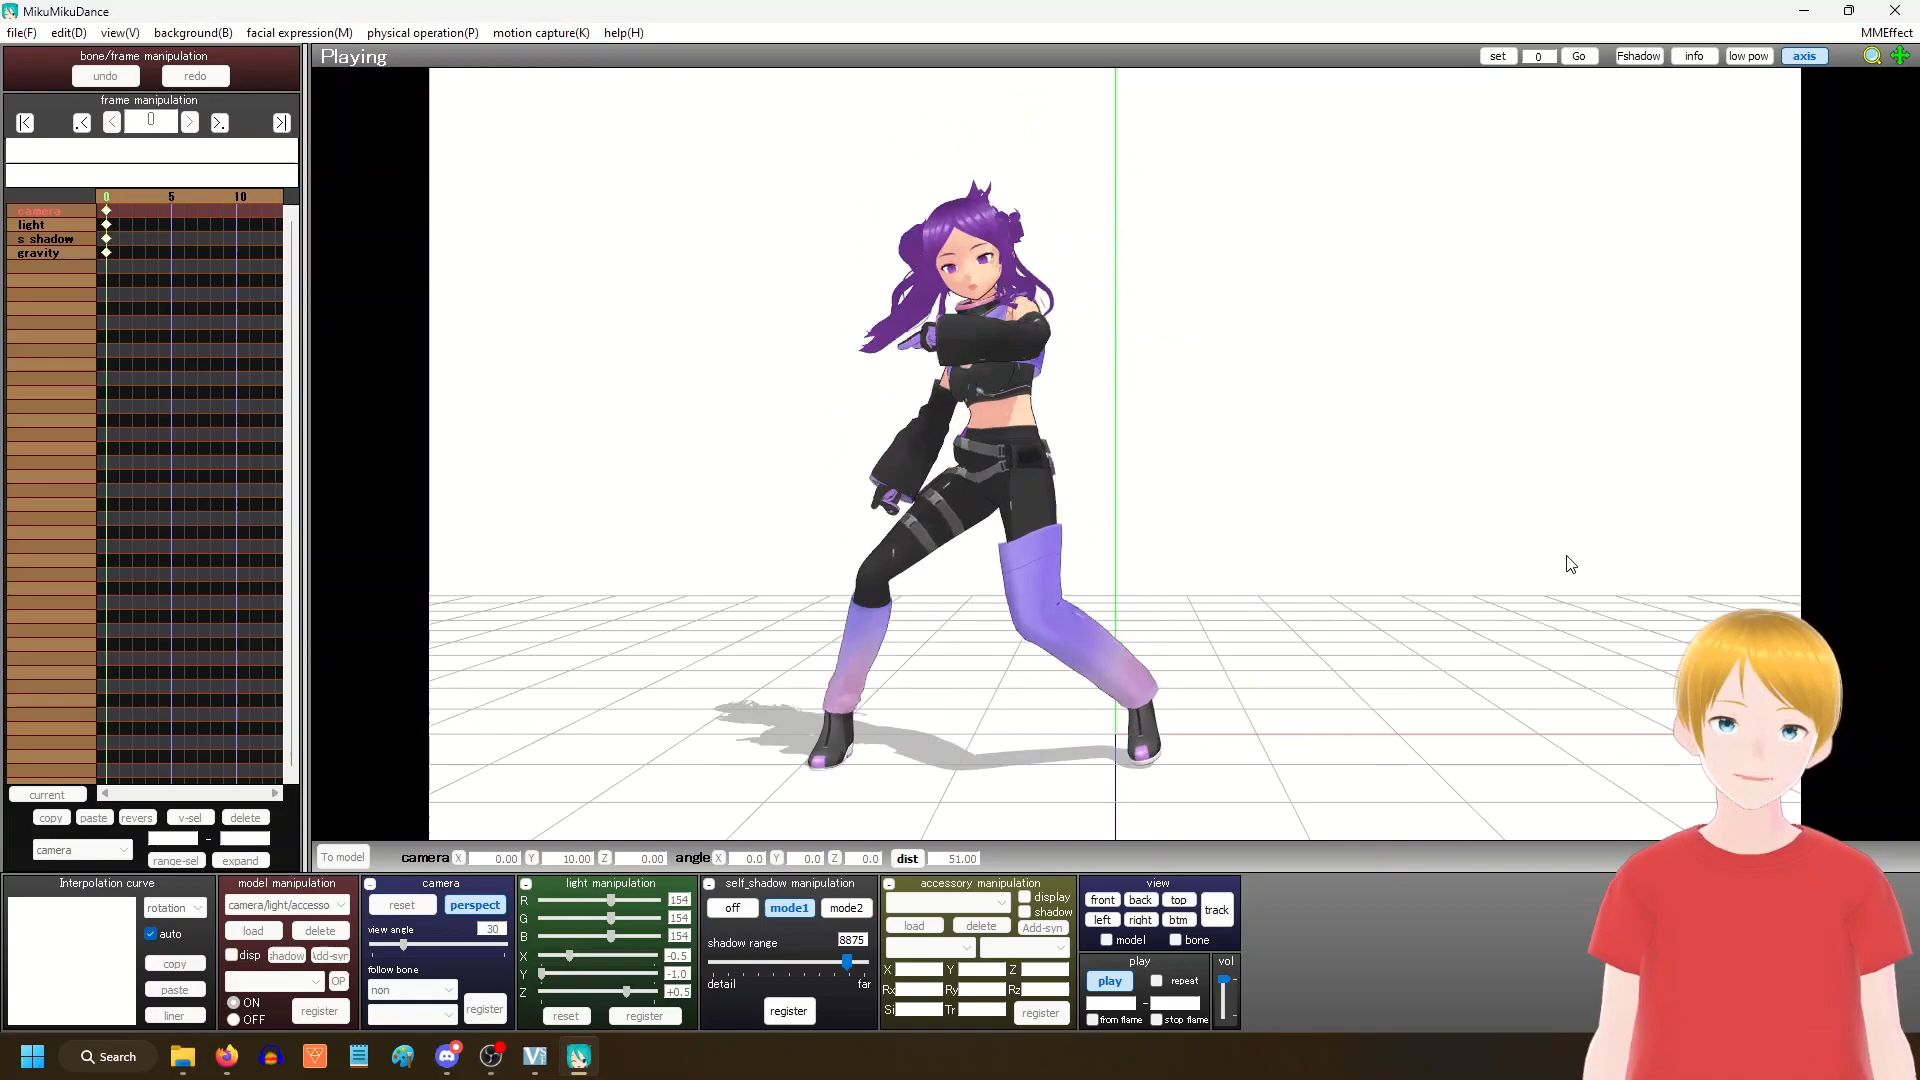 MikuMikuDance
file(F) edit(D) view(V) background(B) facial expression(M) physical operation(P) motion capture(K) help(H) MMEffect
bone/frame manipulation
undo redo
Playing
set 0 Go Fshadow info low pow axis
frame manipulation
|< .< < 0 > >. >|
0 5 10
camera
light
s shadow
gravity
current
copy paste revers v-sel delete
camera -
range-sel expand
To model camera X 0.00 Y 10.00 Z 0.00 angle X 0.0 Y 0.0 Z 0.0 dist 51.00
Interpolation curve
rotation
auto
copy
paste
liner
model manipulation
camera/light/accesso
load delete
disp shadow Add-syn
OP
ON
OFF
register
camera
reset perspect
view angle 30
follow bone
non
register
light manipulation
R 154
G 154
B 154
X -0.5
Y -1.0
Z +0.5
reset register
self_shadow manipulation
off mode1 mode2
shadow range 8875
detail far
register
accessory manipulation
display
shadow
load delete Add-syn
X Y Z
Rx Ry Rz
Si Tr register
view
front back top
left right btm
track
model bone
play
play repeat
-
from flame stop flame
vol
Search